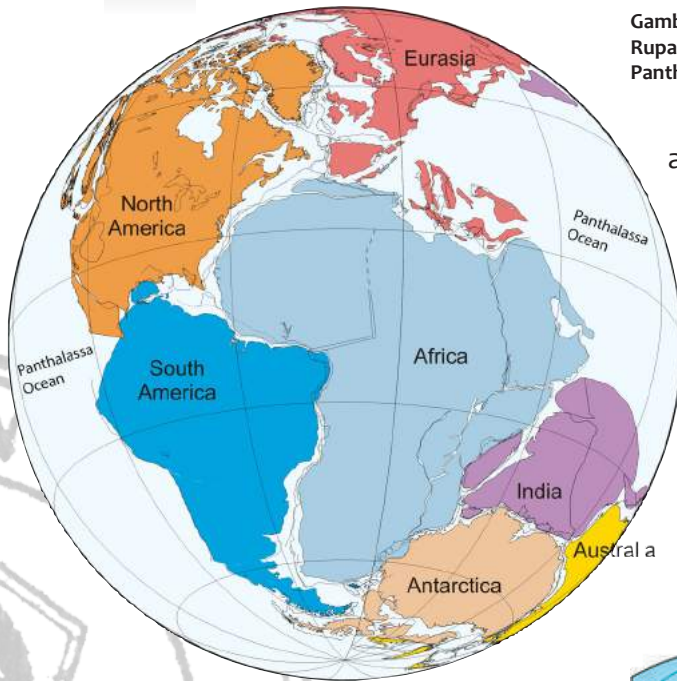 Gamb
Rupa
Panth
a
Eurasia
North
America
Panthalassa
Ocean
Panthalassa
Ocean
South
America
Africa
India
Austral a
Antarctica